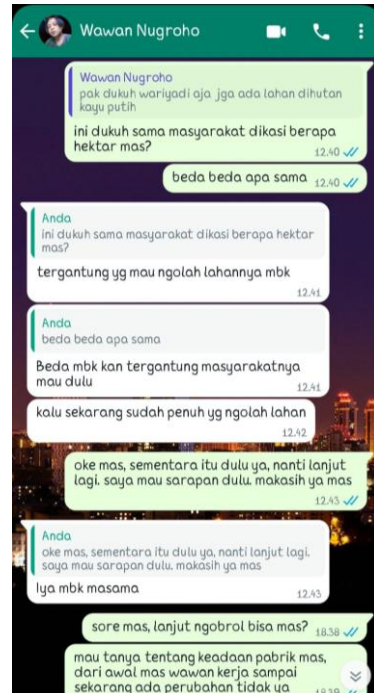 Wawan Nugroho
Wawan Nugroho
pak dukuh wariyadi aja jga ada lahan dihutan
kayu putih
ini dukuh sama masyarakat dikasi berapa
hektar mas?
12.40
beda beda apa sama
12.40
Anda
ini dukuh sama masyarakat dikasi berapa hektar
mas?
tergantung yg mau ngolah lahannya mbk
12.41
Anda
beda beda apa sama
Beda mbk kan tergantung masyarakatnya
mau dulu
12.41
kalu sekarang sudah penuh yg ngolah lahan
12.42
oke mas, sementara itu dulu ya, nanti lanjut
lagi. saya mau sarapan dulu. makasih ya mas
12.43
Anda
oke mas, sementara itu dulu ya, nanti lanjut lagi.
saya mau sarapan dulu. makasih ya mas
Iya mbk masama
12.43
sore mas, lanjut ngobrol bisa mas?
18.38
mau tanya tentang keadaan pabrik mas,
dari awal mas wawan kerja sampai
sekarang ada perubahan tidak ya